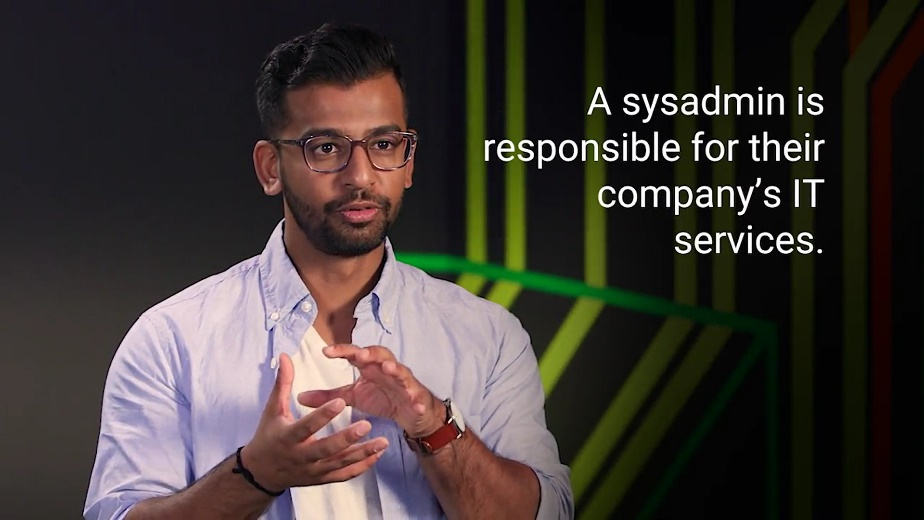 A sysadmin is
responsible for their
company’s IT
services.